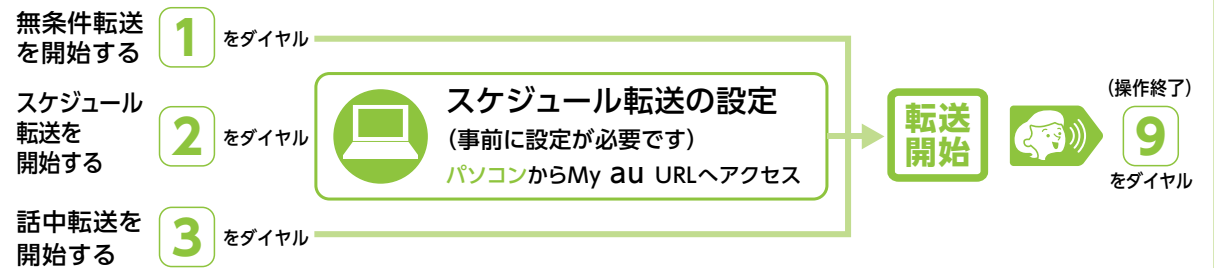 無条件転送
を開始する
1
をダイヤル
スケジュール
転送を
開始する
2
をダイヤル
スケジュール転送の設定
(事前に設定が必要です)
パソコンからMy au URLへアクセス
話中転送を
開始する
3
をダイヤル
転送
開始
(操作終了)
9
をダイヤル